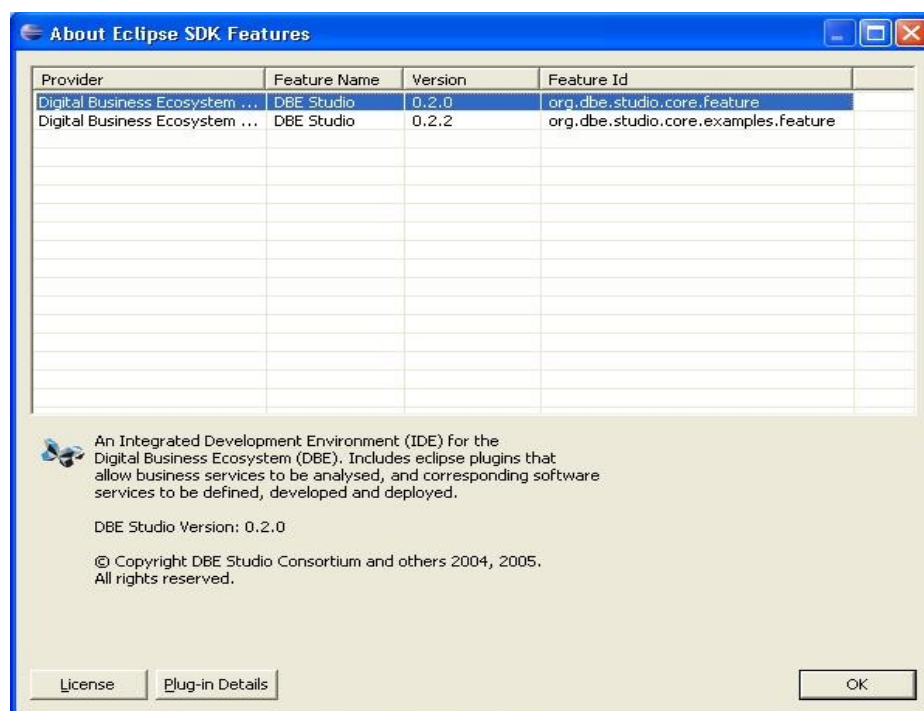 About Eclipse SDK Features
Provider Feature Name Version Feature Id
Digital Business Ecosystem ... DBE Studio 0.2.0 org.dbe.studio.core.feature
Digital Business Ecosystem ... DBE Studio 0.2.2 org.dbe.studio.core.examples.feature
An Integrated Development Environment (IDE) for the
Digital Business Ecosystem (DBE). Includes eclipse plugins that
allow business services to be analysed, and corresponding software
services to be defined, developed and deployed.
DBE Studio Version: 0.2.0
© Copyright DBE Studio Consortium and others 2004, 2005.
All rights reserved.
License Plug-in Details OK